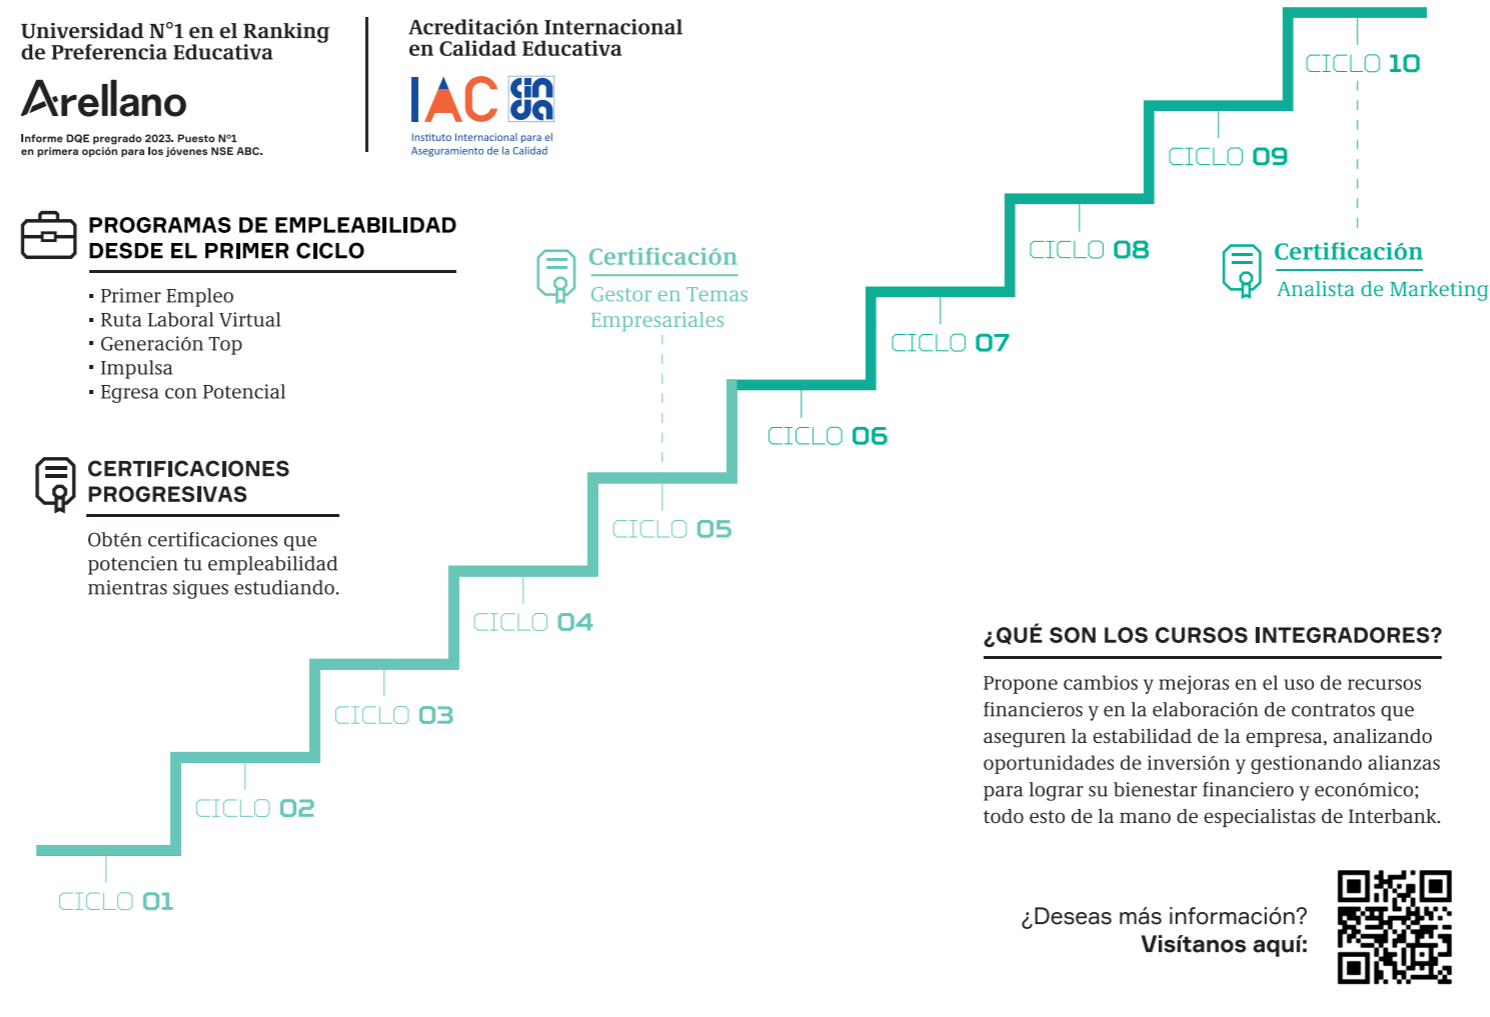 Universidad N°1 en el Ranking
de Preferencia Educativa
Arellano
Informe DQE pregrado 2023. Puesto N°1
en primera opción para los jóvenes NSE ABC.
Acreditación Internacional
en Calidad Educativa
IAC cinda
Instituto Internacional para el
Aseguramiento de la Calidad
PROGRAMAS DE EMPLEABILIDAD
DESDE EL PRIMER CICLO
▪ Primer Empleo
▪ Ruta Laboral Virtual
▪ Generación Top
▪ Impulsa
▪ Egresa con Potencial
CERTIFICACIONES
PROGRESIVAS
Obtén certificaciones que
potencien tu empleabilidad
mientras sigues estudiando.
CICLO 01
CICLO 02
CICLO 03
CICLO 04
CICLO 05
Certificación
Gestor en Temas
Empresariales
CICLO 06
CICLO 07
CICLO 08
CICLO 09
CICLO 10
Certificación
Analista de Marketing
¿QUÉ SON LOS CURSOS INTEGRADORES?
Propone cambios y mejoras en el uso de recursos
financieros y en la elaboración de contratos que
aseguren la estabilidad de la empresa, analizando
oportunidades de inversión y gestionando alianzas
para lograr su bienestar financiero y económico;
todo esto de la mano de especialistas de Interbank.
¿Deseas más información?
Visítanos aquí: